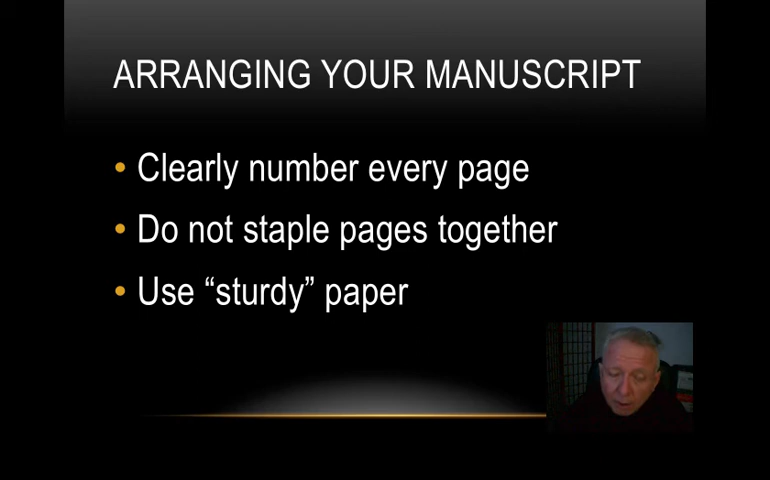 ARRANGING YOUR MANUSCRIPT
• Clearly number every page
• Do not staple pages together
• Use “sturdy” paper